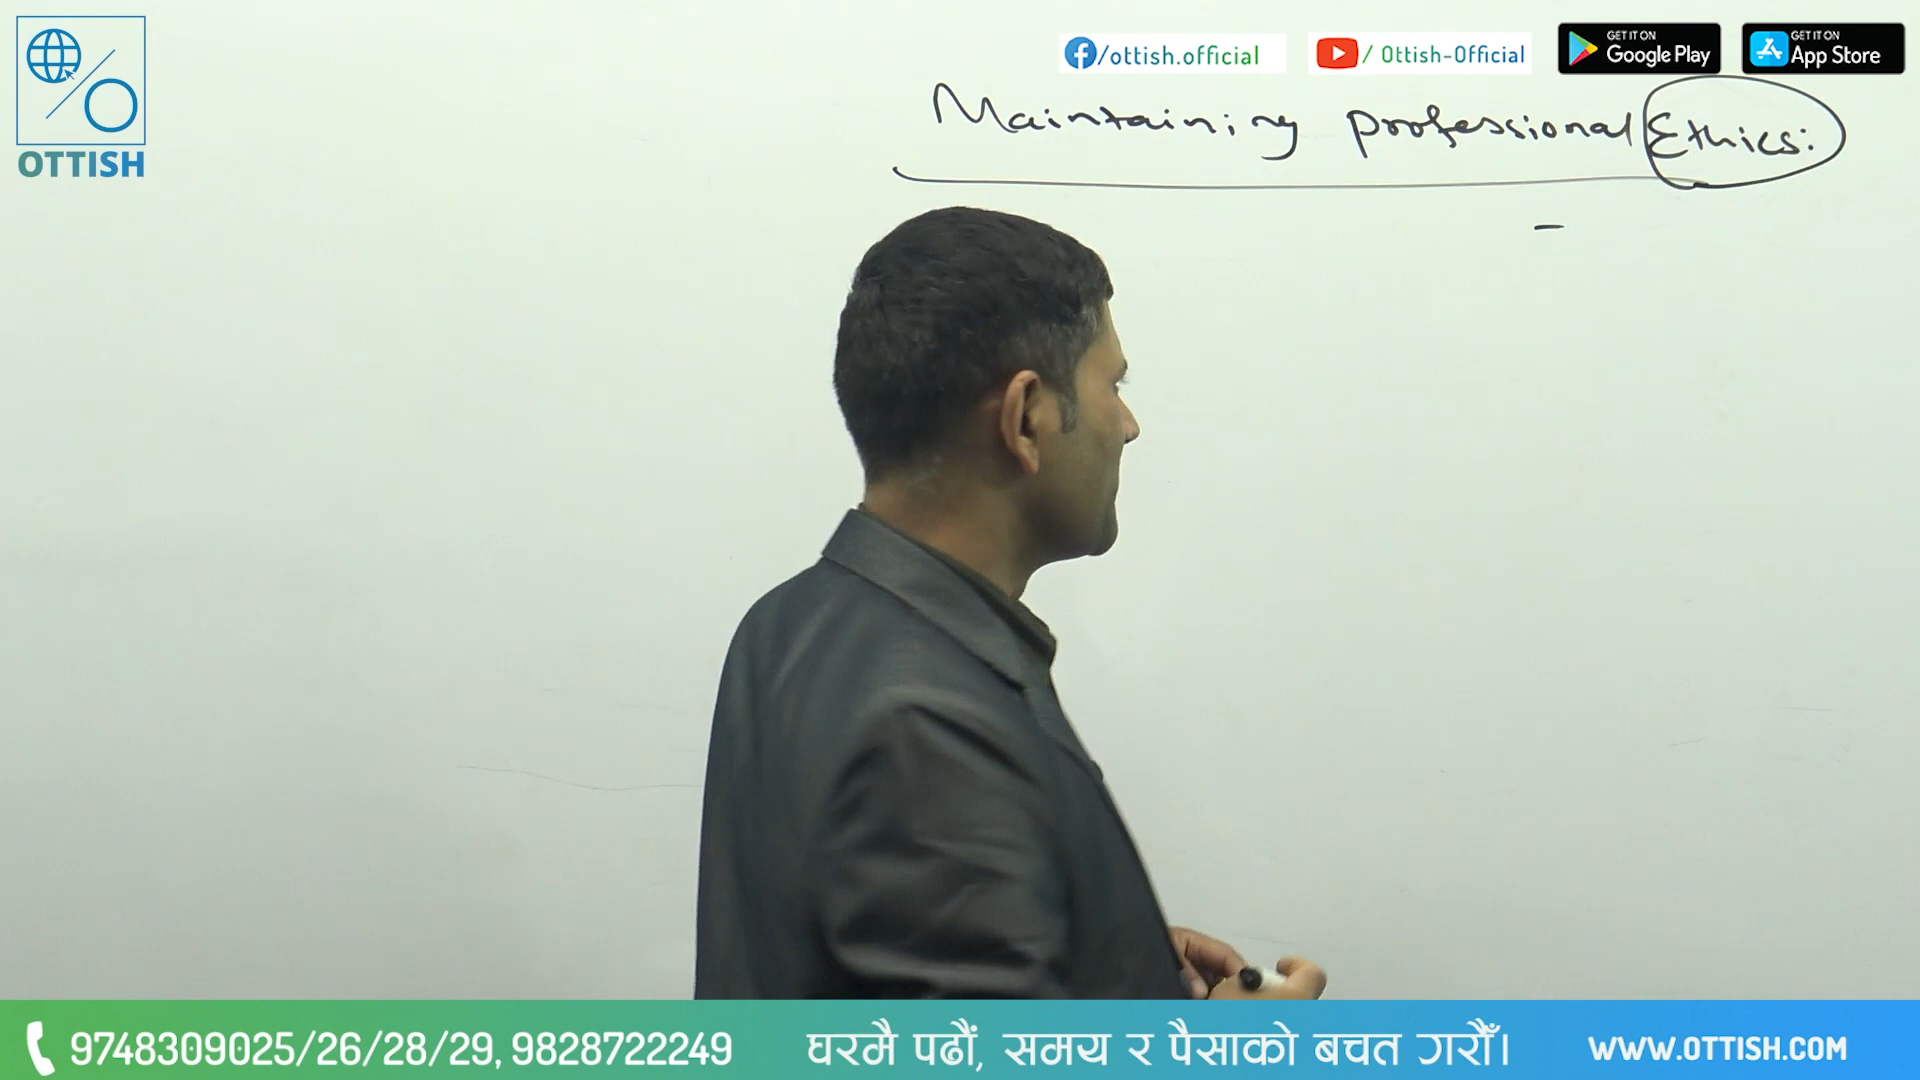 OTTISH
/ottish.official
/ Ottish-Official
GET IT ON
Google Play
GET IT ON
App Store
Maintaining professional Ethics:
-
9748309025/26/28/29, 9828722249
घरमै पढौं, समय र पैसाको बचत गरौँ।
WWW.OTTISH.COM